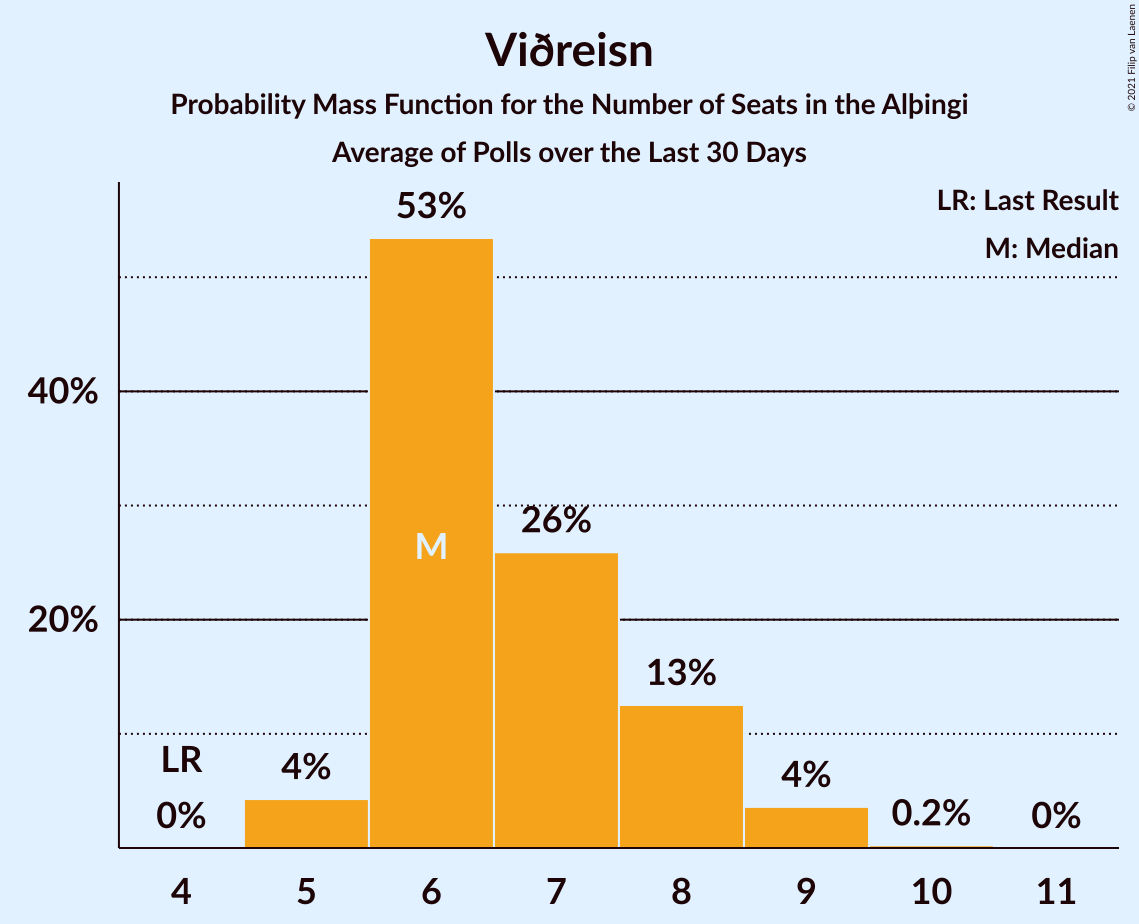 Viðreisn
Probability Mass Function for the Number of Seats in the Alþingi
Average of Polls over the Last 30 Days
© 2021 Filip van Laenen
LR: Last Result
M: Median
53%
40%
26%
M
20%
13%
LR
4%
4%
0%
0.2%
0%
4 5 6 7 8 9 10 11